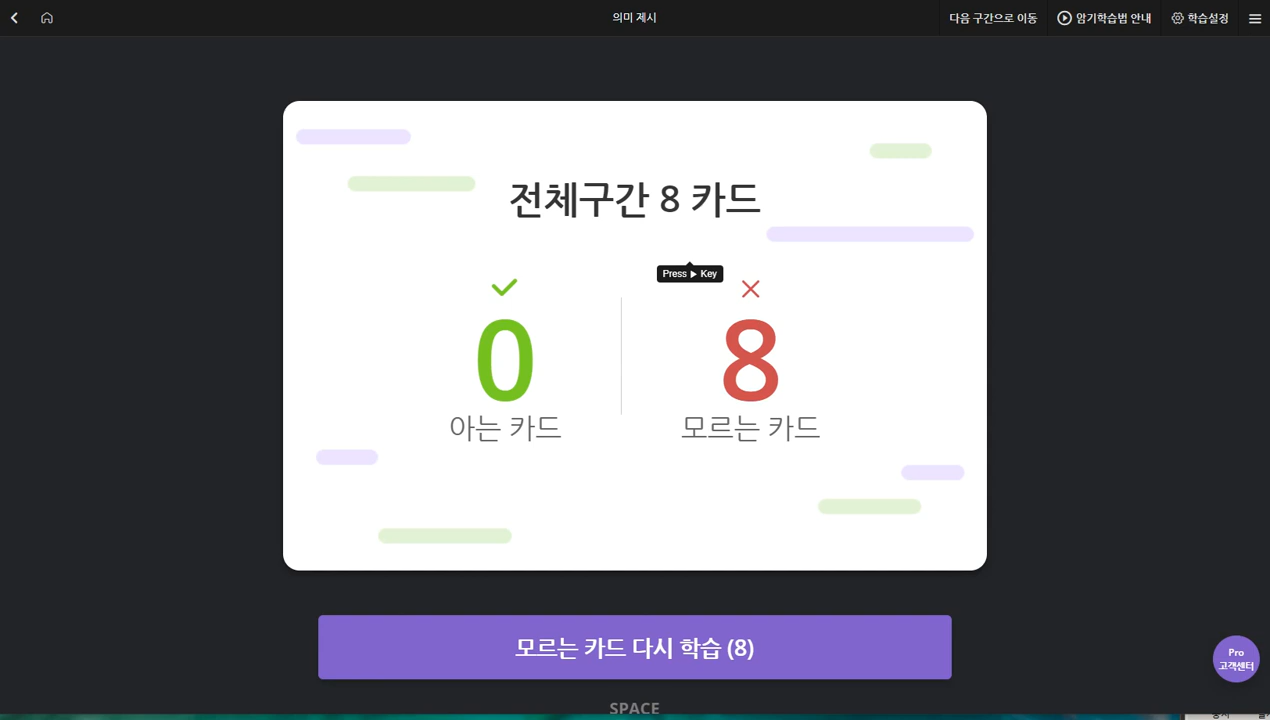 의미 제시
다음 구간으로 이동
암기학습법 안내
학습설정
전체구간 8 카드
Press ▶ Key
0
아는 카드
8
모르는 카드
모르는 카드 다시 학습 (8)
SPACE
Pro
고객센터